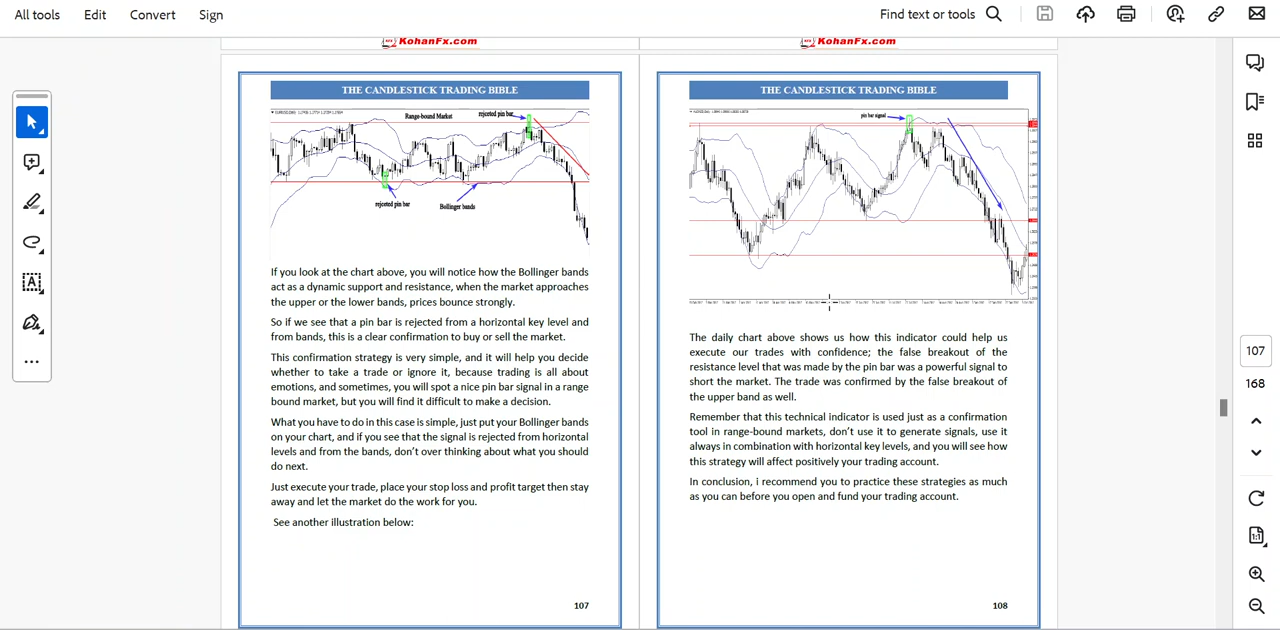 All tools Edit Convert Sign Find text or tools
KohanFx.com KohanFx.com
THE CANDLESTICK TRADING BIBLE
Range-bound Market rejected pin bar
rejected pin bar Bollinger bands
If you look at the chart above, you will notice how the Bollinger bands
act as a dynamic support and resistance, when the market approaches
the upper or the lower bands, prices bounce strongly.
So if we see that a pin bar is rejected from a horizontal key level and
from bands, this is a clear confirmation to buy or sell the market.
This confirmation strategy is very simple, and it will help you decide
whether to take a trade or ignore it, because trading is all about
emotions, and sometimes, you will spot a nice pin bar signal in a range
bound market, but you will find it difficult to make a decision.
What you have to do in this case is simple, just put your Bollinger bands
on your chart, and if you see that the signal is rejected from horizontal
levels and from the bands, don’t over thinking about what you should
do next.
Just execute your trade, place your stop loss and profit target then stay
away and let the market do the work for you.
See another illustration below:
107
THE CANDLESTICK TRADING BIBLE
pin bar signal
The daily chart above shows us how this indicator could help us
execute our trades with confidence; the false breakout of the
resistance level that was made by the pin bar was a powerful signal to
short the market. The trade was confirmed by the false breakout of
the upper band as well.
Remember that this technical indicator is used just as a confirmation
tool in range-bound markets, don’t use it to generate signals, use it
always in combination with horizontal key levels, and you will see how
this strategy will affect positively your trading account.
In conclusion, i recommend you to practice these strategies as much
as you can before you open and fund your trading account.
108
107
168